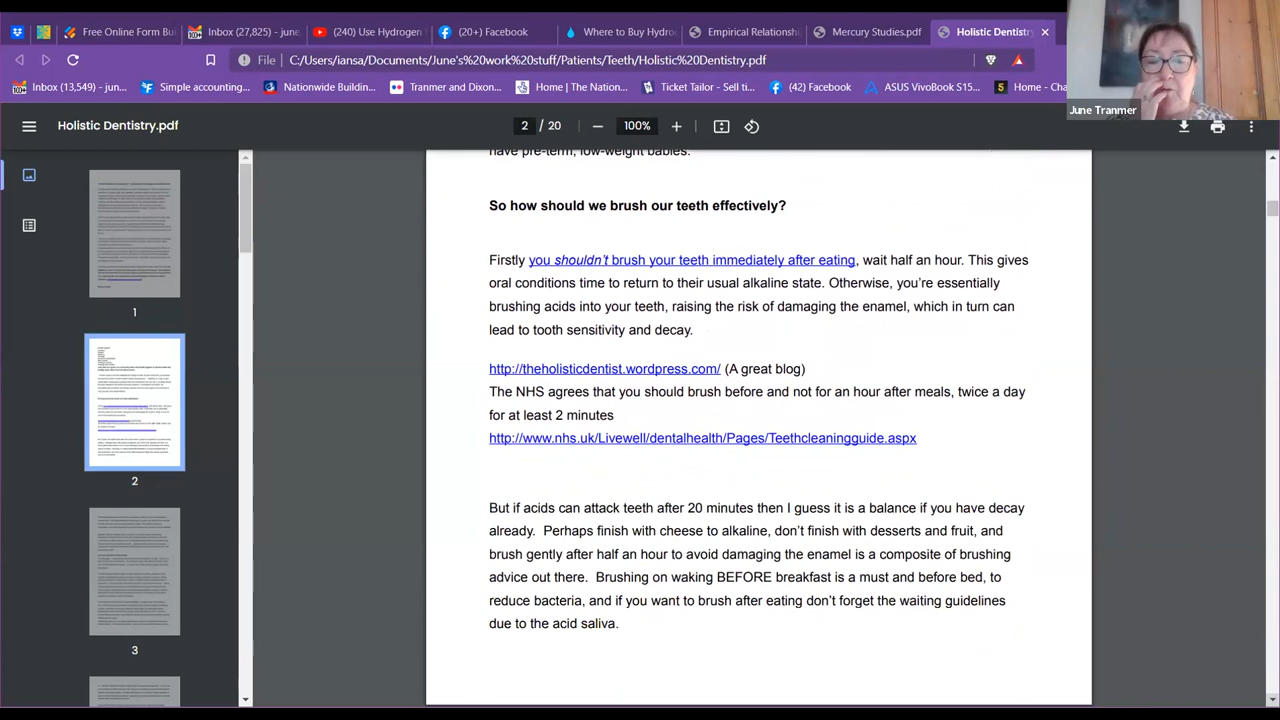 Free Online Form Bui
Inbox (27,825) - june
(240) Use Hydrogen
(20+) Facebook
Where to Buy Hydro
Empirical Relationsh
Mercury Studies.pdf
Holistic Dentistry
File
C:/Users/iansa/Documents/June's%20work%20stuff/Patients/Teeth/Holistic%20Dentistry.pdf
Inbox (13,549) - jun...
Simple accounting...
Nationwide Buildin...
Tranmer and Dixon...
Home | The Nation...
Ticket Tailor - Sell ti...
(42) Facebook
ASUS VivoBook S15...
Home - Cha
June Tranmer
Holistic Dentistry.pdf
2 / 20
100%
1
2
3
have pre-term, low-weight babies.
So how should we brush our teeth effectively?
Firstly you shouldn't brush your teeth immediately after eating, wait half an hour. This gives
oral conditions time to return to their usual alkaline state. Otherwise, you're essentially
brushing acids into your teeth, raising the risk of damaging the enamel, which in turn can
lead to tooth sensitivity and decay.
http://theholisticdentist.wordpress.com/ (A great blog)
The NHS agrees that you should brush before and not for an hour after meals, twice a day
for at least 2 minutes
http://www.nhs.uk/Livewell/dentalhealth/Pages/Teethcleaningguide.aspx
But if acids can attack teeth after 20 minutes then I guess it is a balance if you have decay
already. Perhaps finish with cheese to alkaline, don't finish with desserts and fruit, and
brush gently after half an hour to avoid damaging the enamel is a composite of brushing
advice out there. Brushing on waking BEFORE breakfast is a must and before bed, to
reduce bacteria, and if you want to brush after eating don't forget the waiting guidelines
due to the acid saliva.